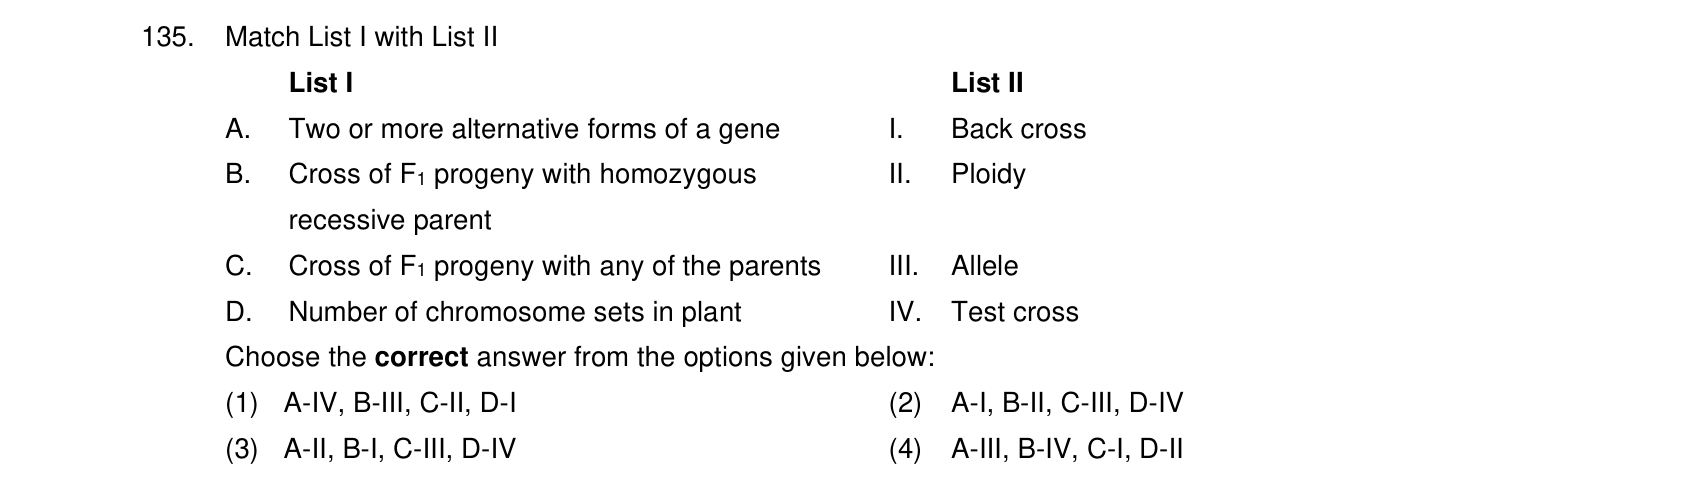 135. Match List I with List II
List I List II
A. Two or more alternative forms of a gene I. Back cross
B. Cross of F₁ progeny with homozygous II. Ploidy
recessive parent
C. Cross of F₁ progeny with any of the parents III. Allele
D. Number of chromosome sets in plant IV. Test cross
Choose the correct answer from the options given below:
(1) A-IV, B-III, C-II, D-I (2) A-I, B-II, C-III, D-IV
(3) A-II, B-I, C-III, D-IV (4) A-III, B-IV, C-I, D-II